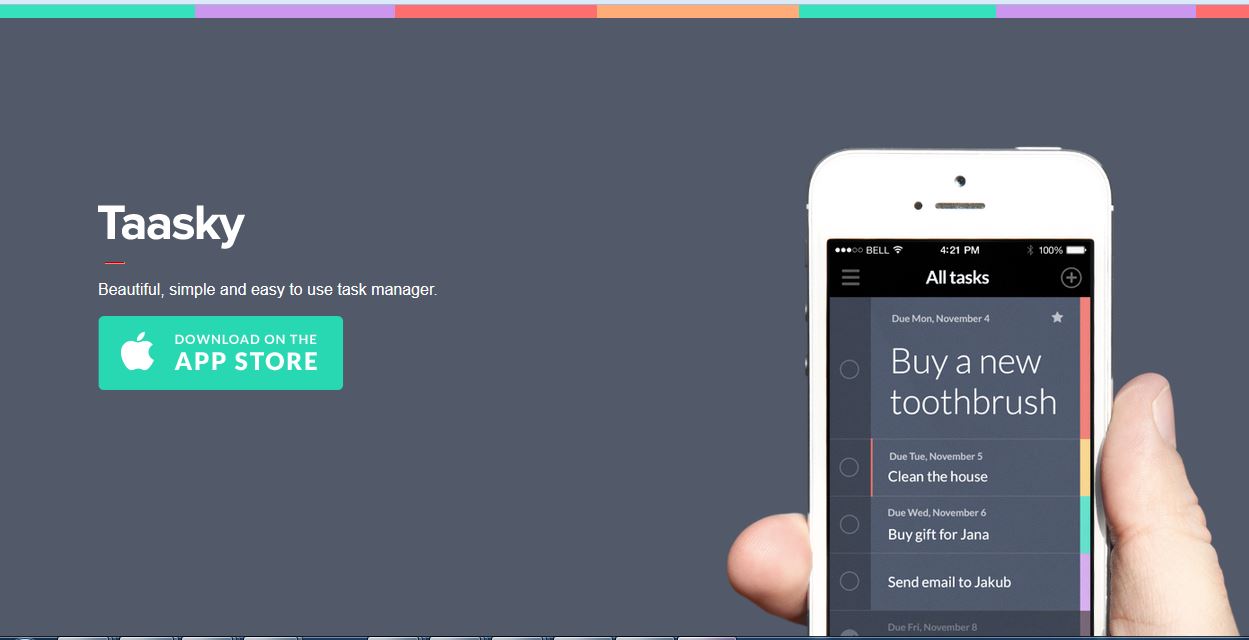 Taasky
Beautiful, simple and easy to use task manager.
DOWNLOAD ON THE
APP STORE
BELL
4:21 PM
100%
All tasks
Due Mon, November 4
Buy a new
toothbrush
Due Tue, November 5
Clean the house
Due Wed, November 6
Buy gift for Jana
Send email to Jakub
Due Fri, November 8